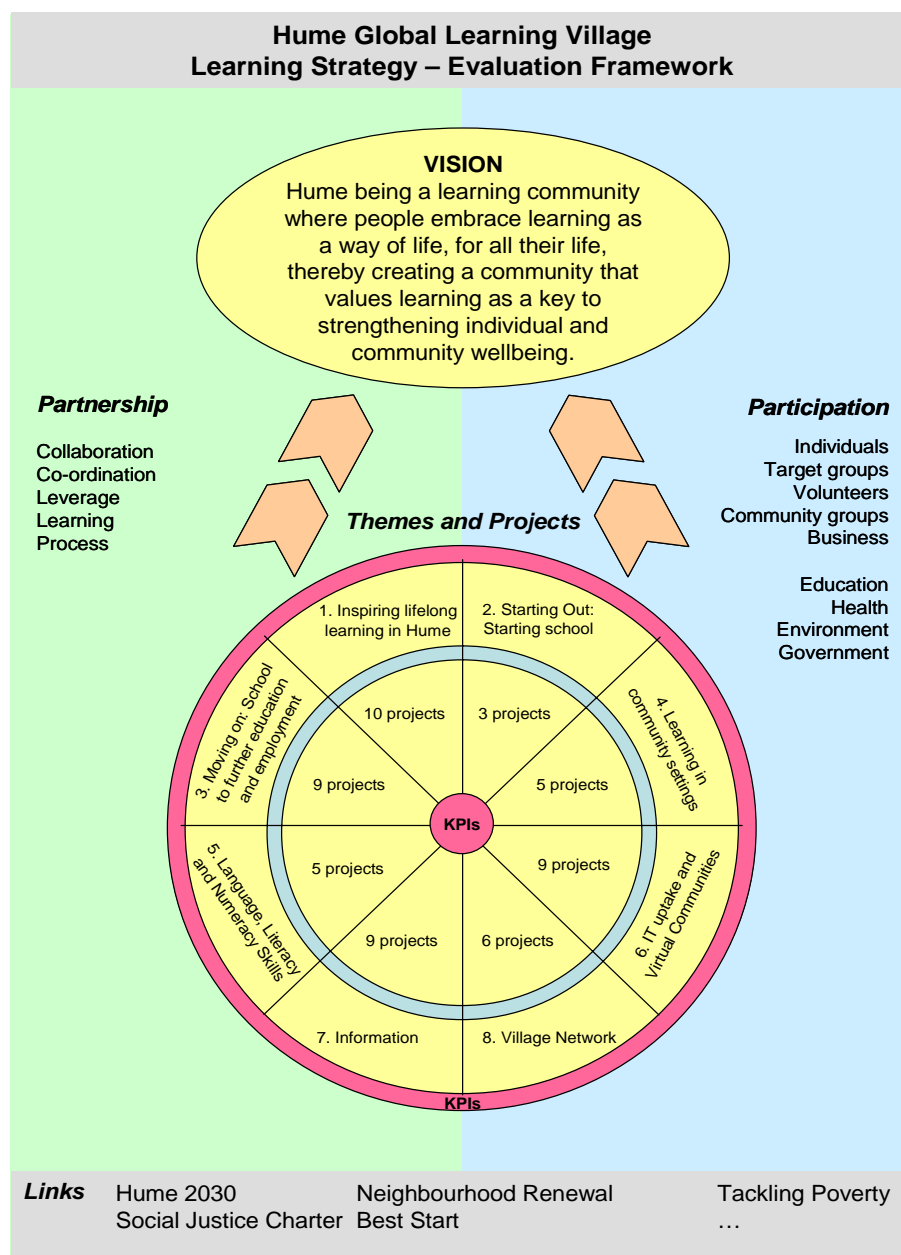 Hume Global Learning Village
Learning Strategy – Evaluation Framework
VISION
Hume being a learning community
where people embrace learning as
a way of life, for all their life,
thereby creating a community that
values learning as a key to
strengthening individual and
community wellbeing.
Partnership
Collaboration
Co-ordination
Leverage
Learning
Process
Participation
Individuals
Target groups
Volunteers
Community groups
Business
Education
Health
Environment
Government
Themes and Projects
1. Inspiring lifelong
learning in Hume
2. Starting Out:
Starting school
3. Moving on: School
to further education
and employment
4. Learning in
community settings
10 projects
3 projects
9 projects
5 projects
KPIs
5 projects
9 projects
9 projects
6 projects
5. Language, Literacy
and Numeracy Skills
6. IT uptake and
Virtual Communities
7. Information
8. Village Network
KPIs
Links
Hume 2030
Neighbourhood Renewal
Tackling Poverty
Social Justice Charter
Best Start
…